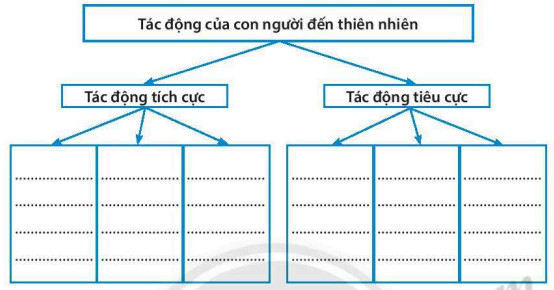 Tác động của con người đến thiên nhiên
Tác động tích cực
Tác động tiêu cực